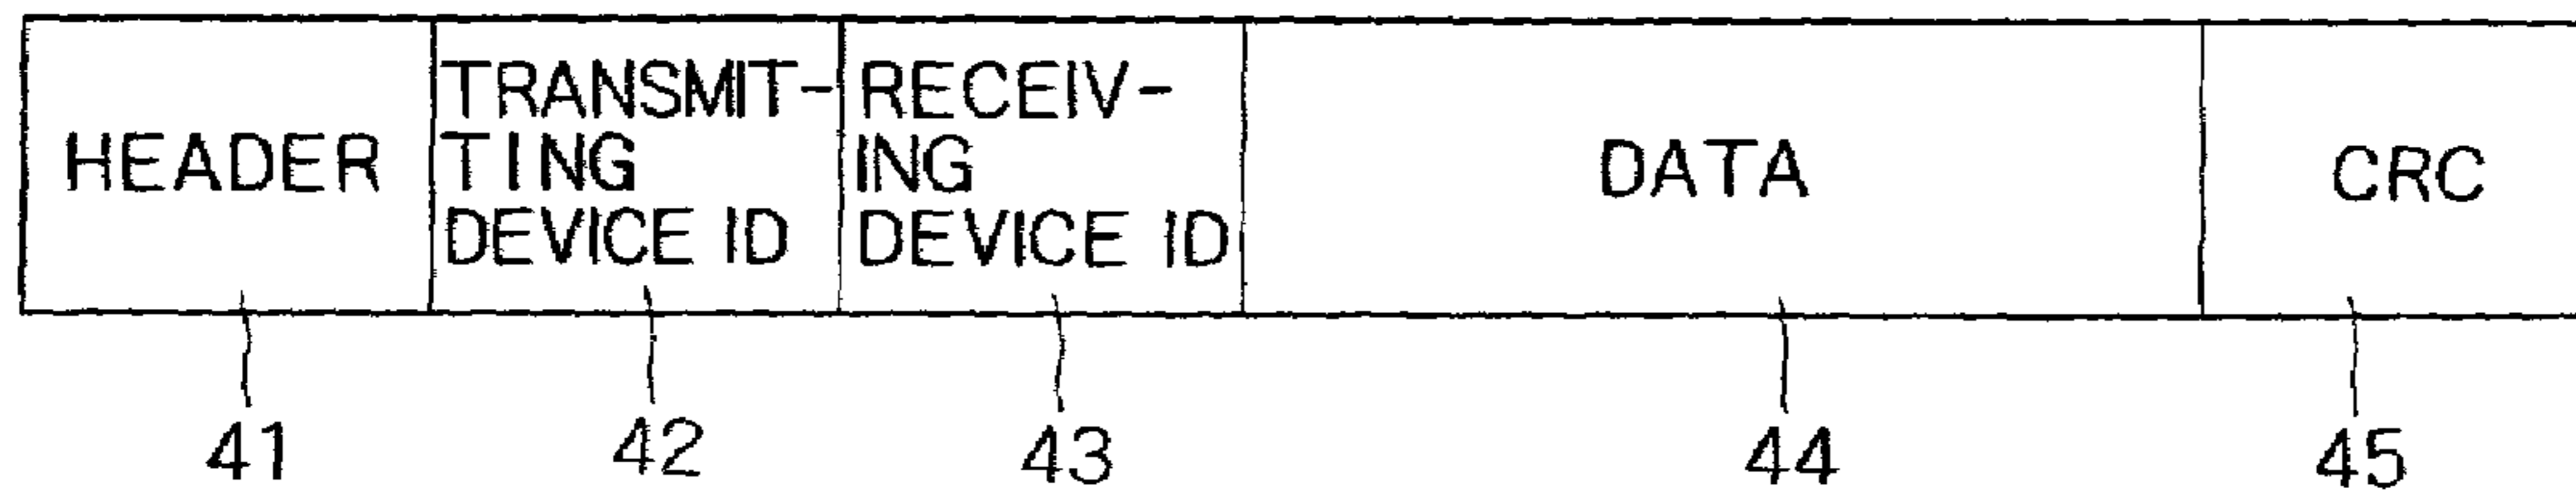 HEADER
TRANSMIT-
TING
DEVICE ID
RECEIV-
ING
DEVICE ID
DATA
CRC
41 42 43 44 45